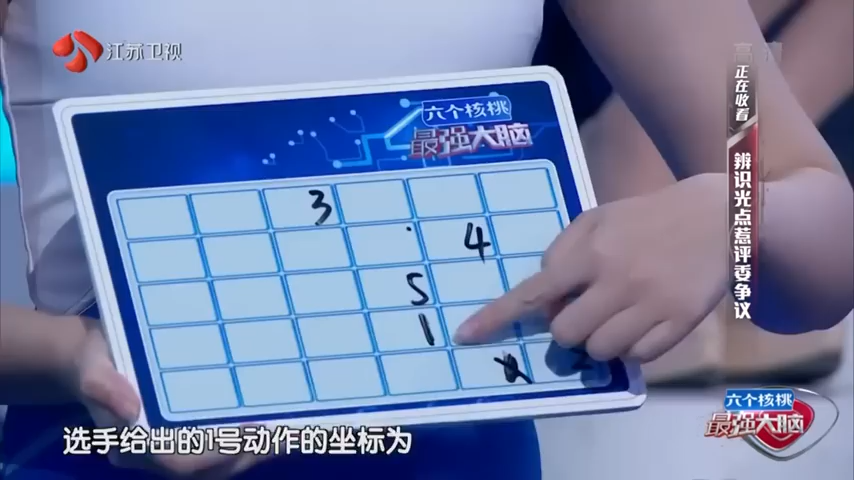 江苏卫视
高清
正在收看
辨识光点惹评委争议
六个核桃
最强大脑
3
4
5
1
选手给出的1号动作的坐标为
六个核桃
最强大脑